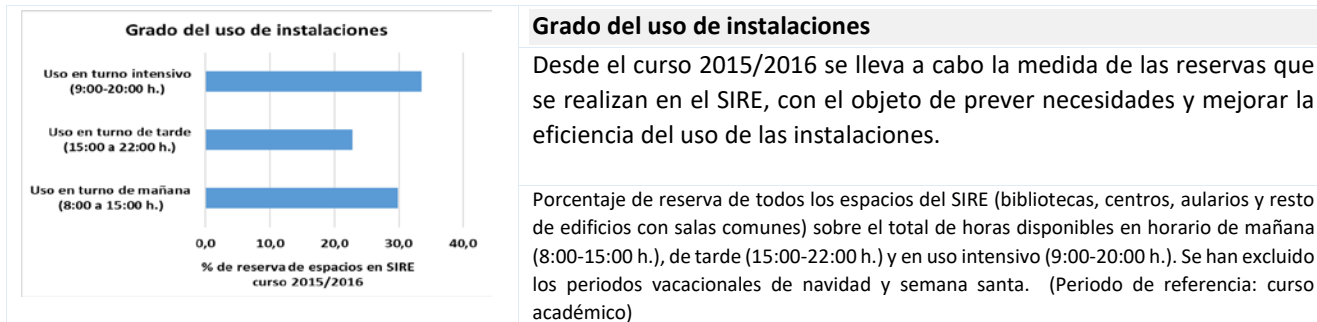 Grado del uso de instalaciones
Uso en turno intensivo
(9:00-20:00 h.)
Uso en turno de tarde
(15:00 a 22:00 h.)
Uso en turno de mañana
(8:00 a 15:00 h.)
0,0 10,0 20,0 30,0 40,0
% de reserva de espacios en SIRE
curso 2015/2016
Grado del uso de instalaciones
Desde el curso 2015/2016 se lleva a cabo la medida de las reservas que
se realizan en el SIRE, con el objeto de prever necesidades y mejorar la
eficiencia del uso de las instalaciones.
Porcentaje de reserva de todos los espacios del SIRE (bibliotecas, centros, aularios y resto
de edificios con salas comunes) sobre el total de horas disponibles en horario de mañana
(8:00-15:00 h.), de tarde (15:00-22:00 h.) y en uso intensivo (9:00-20:00 h.). Se han excluido
los periodos vacacionales de navidad y semana santa. (Periodo de referencia: curso
académico)